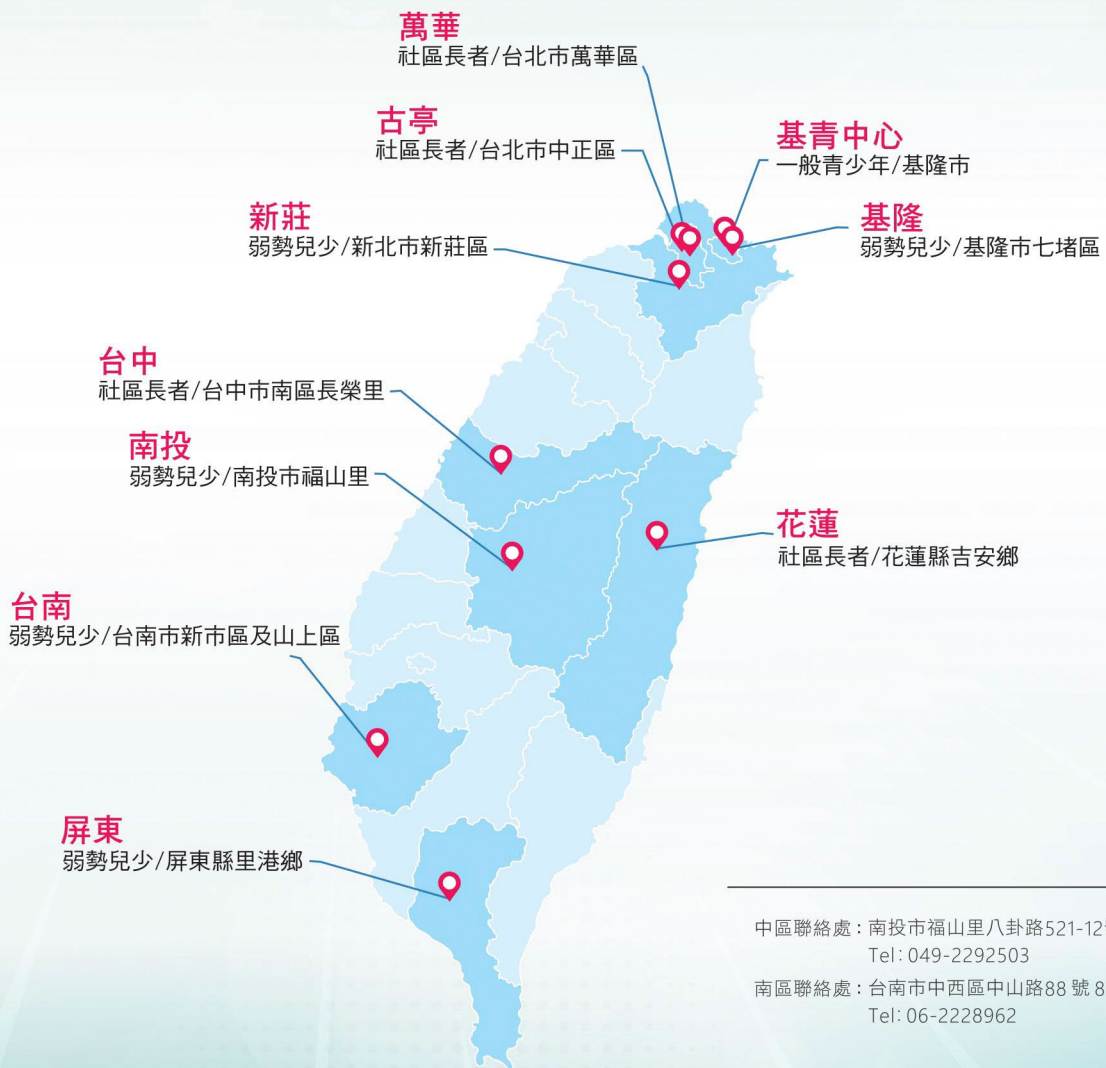 萬華
社區長者/台北市萬華區
古亭
社區長者/台北市中正區
基青中心
一般青少年/基隆市
新莊
弱勢兒少/新北市新莊區
基隆
弱勢兒少/基隆市七堵區
台中
社區長者/台中市南區長榮里
南投
弱勢兒少/南投市福山里
花蓮
社區長者/花蓮縣吉安鄉
台南
弱勢兒少/台南市新市區及山上區
屏東
弱勢兒少/屏東縣里港鄉
中區聯絡處：南投市福山里八卦路521-12
Tel: 049-2292503
南區聯絡處：台南市中西區中山路88 號 8
Tel: 06-2228962